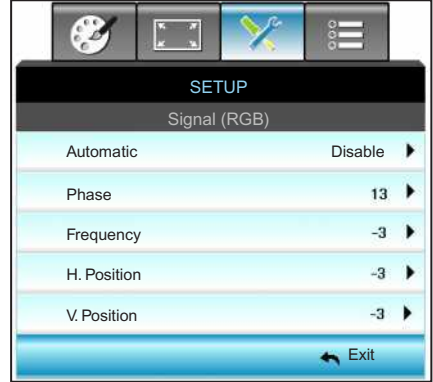 SETUP
Signal (RGB)
Automatic Disable
Phase 13
Frequency -3
H. Position -3
V. Position -3
Exit